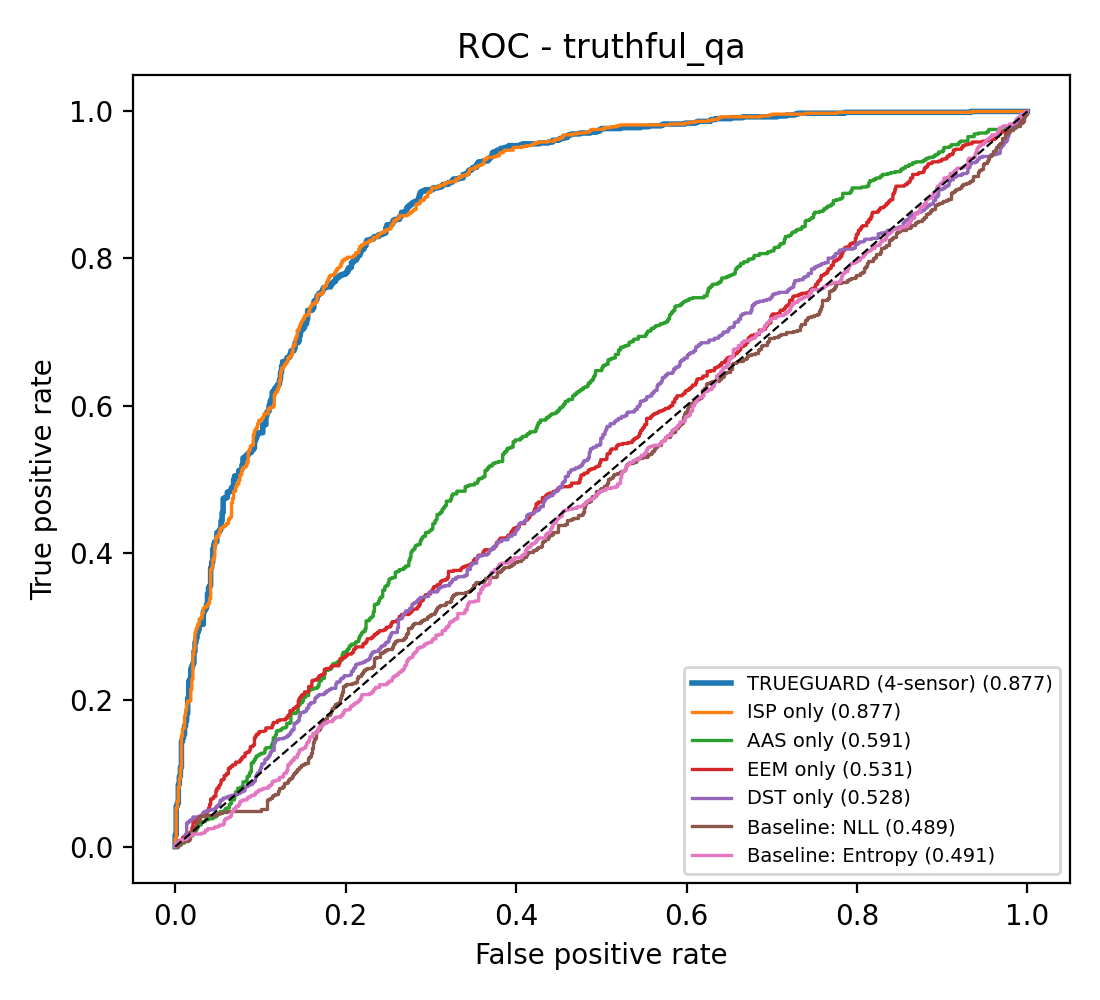 ROC - truthful_qa
True positive rate
1.0
0.8
0.6
0.4
0.2
0.0
TRUEGUARD (4-sensor) (0.877)
ISP only (0.877)
AAS only (0.591)
EEM only (0.531)
DST only (0.528)
Baseline: NLL (0.489)
Baseline: Entropy (0.491)
0.0 0.2 0.4 0.6 0.8 1.0
False positive rate